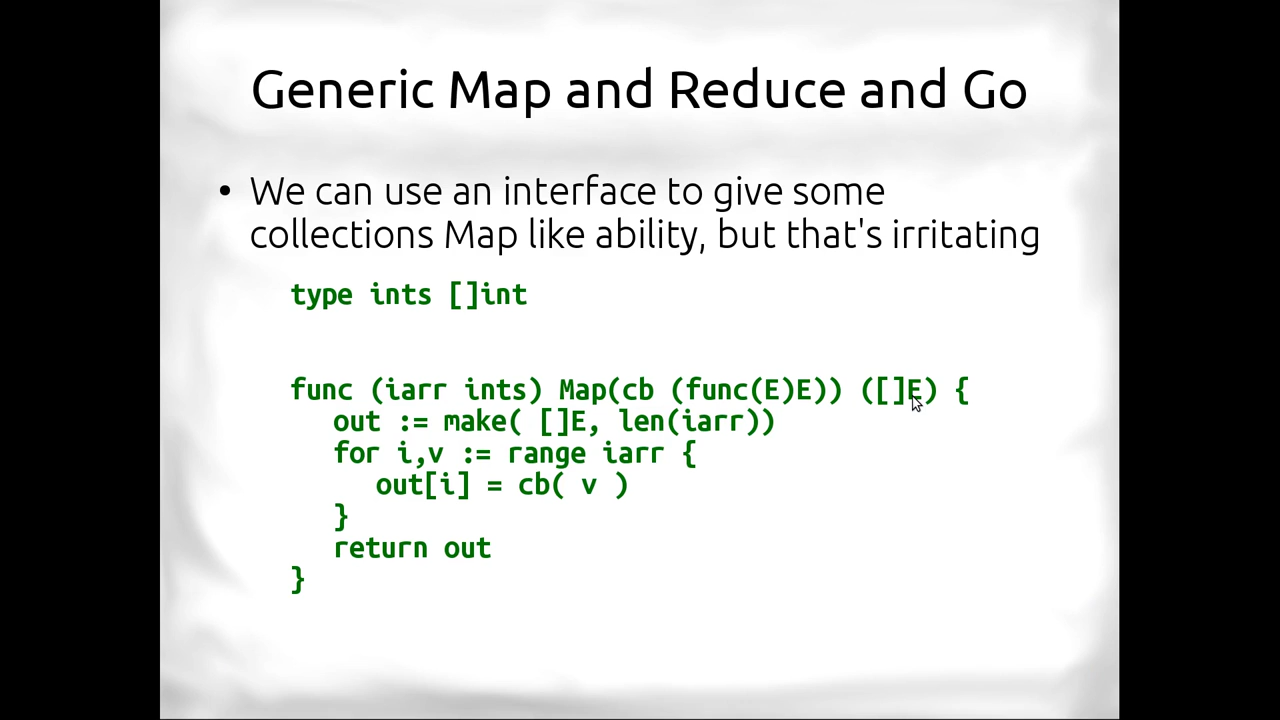 Generic Map and Reduce and Go
• We can use an interface to give some
collections Map like ability, but that's irritating
type ints []int
func (iarr ints) Map(cb (func(E)E)) ([]E) {
out := make( []E, len(iarr))
for i,v := range iarr {
out[i] = cb( v )
}
return out
}